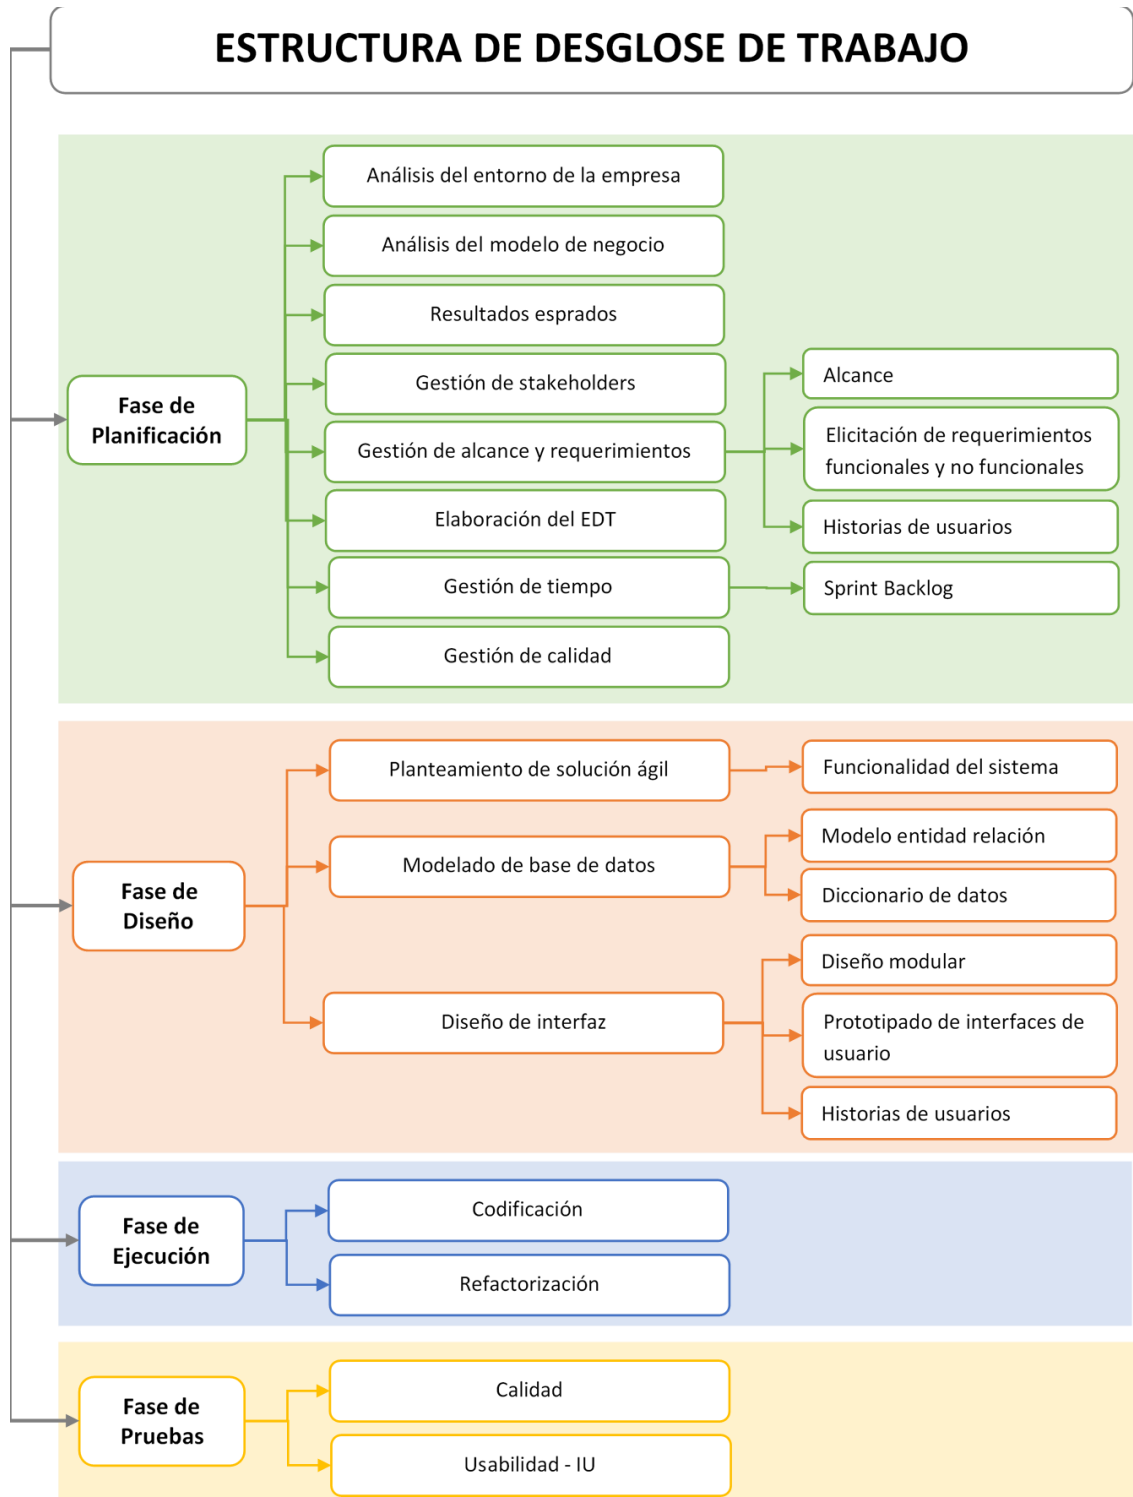 ESTRUCTURA DE DESGLOSE DE TRABAJO
Fase de
Planificación
Análisis del entorno de la empresa
Análisis del modelo de negocio
Resultados esprados
Gestión de stakeholders
Gestión de alcance y requerimientos
Alcance
Elicitación de requerimientos
funcionales y no funcionales
Historias de usuarios
Elaboración del EDT
Gestión de tiempo
Sprint Backlog
Gestión de calidad
Fase de
Diseño
Planteamiento de solución ágil
Funcionalidad del sistema
Modelado de base de datos
Modelo entidad relación
Diccionario de datos
Diseño de interfaz
Diseño modular
Prototipado de interfaces de
usuario
Historias de usuarios
Fase de
Ejecución
Codificación
Refactorización
Fase de
Pruebas
Calidad
Usabilidad - IU